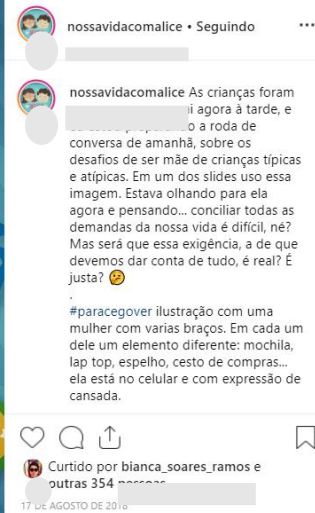 nossavidacomalice • Seguindo
nossavidacomalice As crianças foram
i agora à tarde, e
a roda de
conversa de amanhã, sobre os
desafios de ser mãe de crianças típicas
e atípicas. Em um dos slides uso essa
imagem. Estava olhando para ela
agora e pensando... conciliar todas as
demandas da nossa vida é difícil, né?
Mas será que essa exigência, a de que
devemos dar conta de tudo, é real? É
justa? 🤔
.
#paracegover ilustração com uma
mulher com varias braços. Em cada um
dele um elemento diferente: mochila,
lap top, espelho, cesto de compras...
ela está no celular e com expressão de
cansada.
Curtido por bianca_soares_ramos e
outras 354 pessoas
17 DE AGOSTO DE 2018